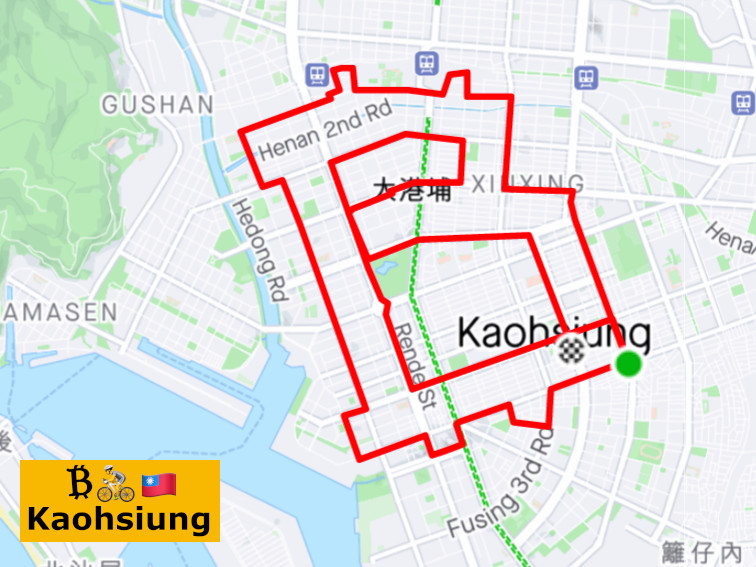 GUSHAN
Henan 2nd Rd
大港埔
XINXING
Hedong Rd
Henan
AMASEN
Kaohsiung
Rende St
Fusing 3rd Rd
後
₿🚴🇹🇼
Kaohsiung
籬仔內